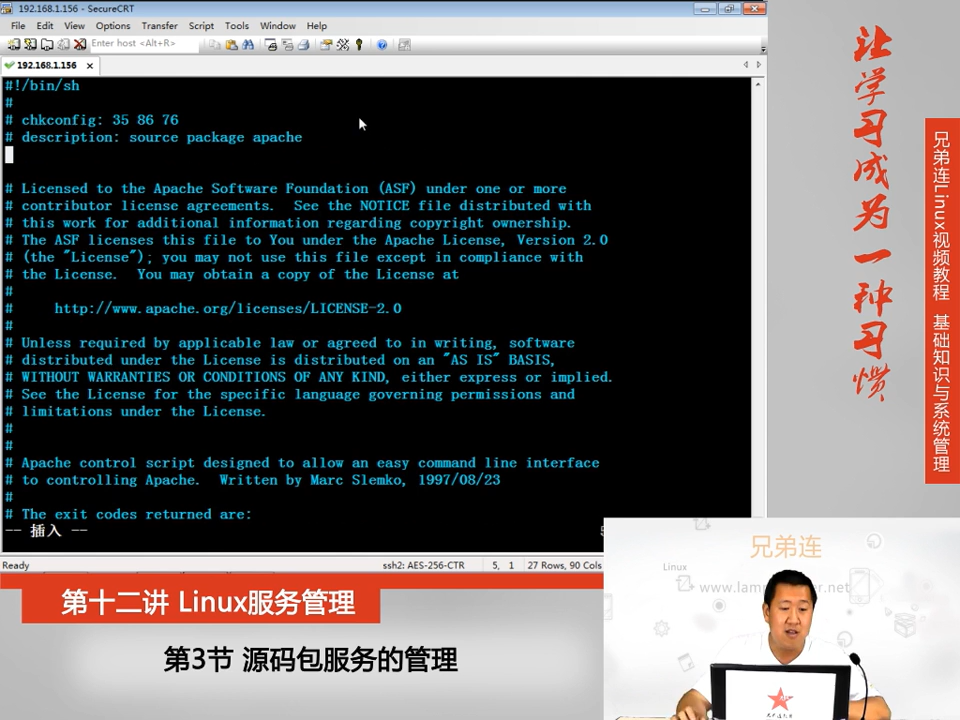 192.168.1.156 - SecureCRT
File Edit View Options Transfer Script Tools Window Help
Enter host <Alt+R>
192.168.1.156
#!/bin/sh
#
# chkconfig: 35 86 76
# description: source package apache
# Licensed to the Apache Software Foundation (ASF) under one or more
# contributor license agreements.  See the NOTICE file distributed with
# this work for additional information regarding copyright ownership.
# The ASF licenses this file to You under the Apache License, Version 2.0
# (the "License"); you may not use this file except in compliance with
# the License.  You may obtain a copy of the License at
#
#     http://www.apache.org/licenses/LICENSE-2.0
#
# Unless required by applicable law or agreed to in writing, software
# distributed under the License is distributed on an "AS IS" BASIS,
# WITHOUT WARRANTIES OR CONDITIONS OF ANY KIND, either express or implied.
# See the License for the specific language governing permissions and
# limitations under the License.
#
#
# Apache control script designed to allow an easy command line interface
# to controlling Apache.  Written by Marc Slemko, 1997/08/23
#
# The exit codes returned are:
-- 插入 --
Ready ssh2: AES-256-CTR 5, 1 27 Rows, 90 Cols
第十二讲 Linux服务管理
第3节 源码包服务的管理
让学习成为一种习惯
兄弟连Linux视频教程 基础知识与系统管理
兄弟连
Linux